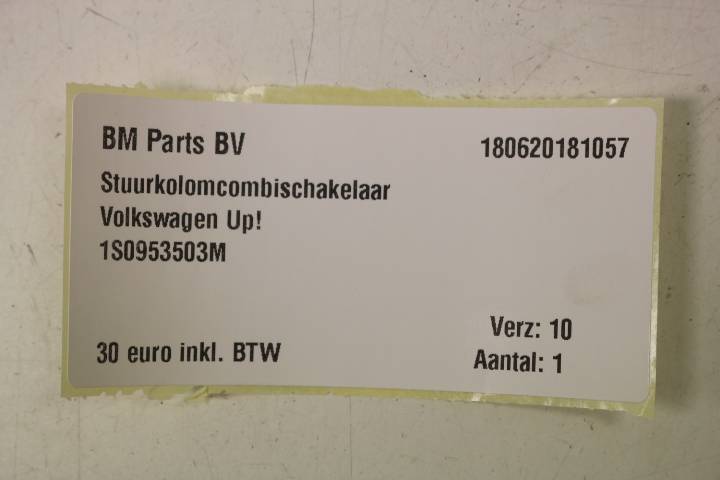 BM Parts BV
180620181057
Stuurkolomcombischakelaar
Volkswagen Up!
1S0953503M
Verz: 10
30 euro inkl. BTW
Aantal: 1